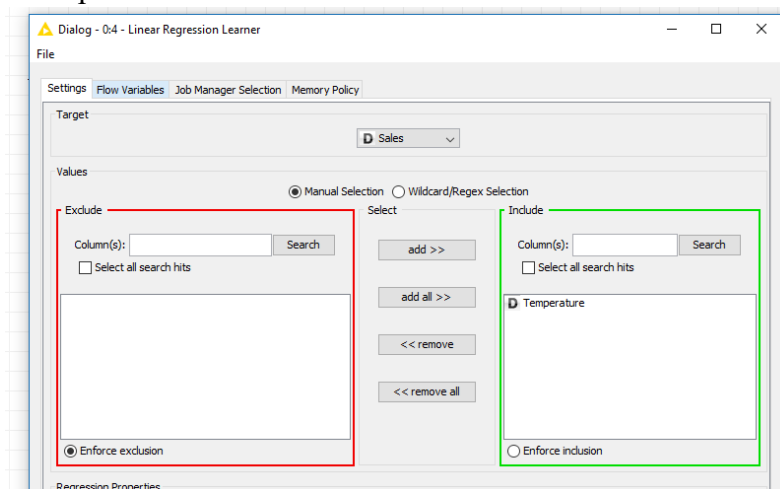 Dialog - 0:4 - Linear Regression Learner
File
Settings Flow Variables Job Manager Selection Memory Policy
Target
D Sales
Values
Manual Selection Wildcard/Regex Selection
Exclude
Column(s): Search
Select all search hits
Enforce exclusion
Select
add >>
add all >>
<< remove
<< remove all
Include
Column(s): Search
Select all search hits
D Temperature
Enforce inclusion
Regression Properties